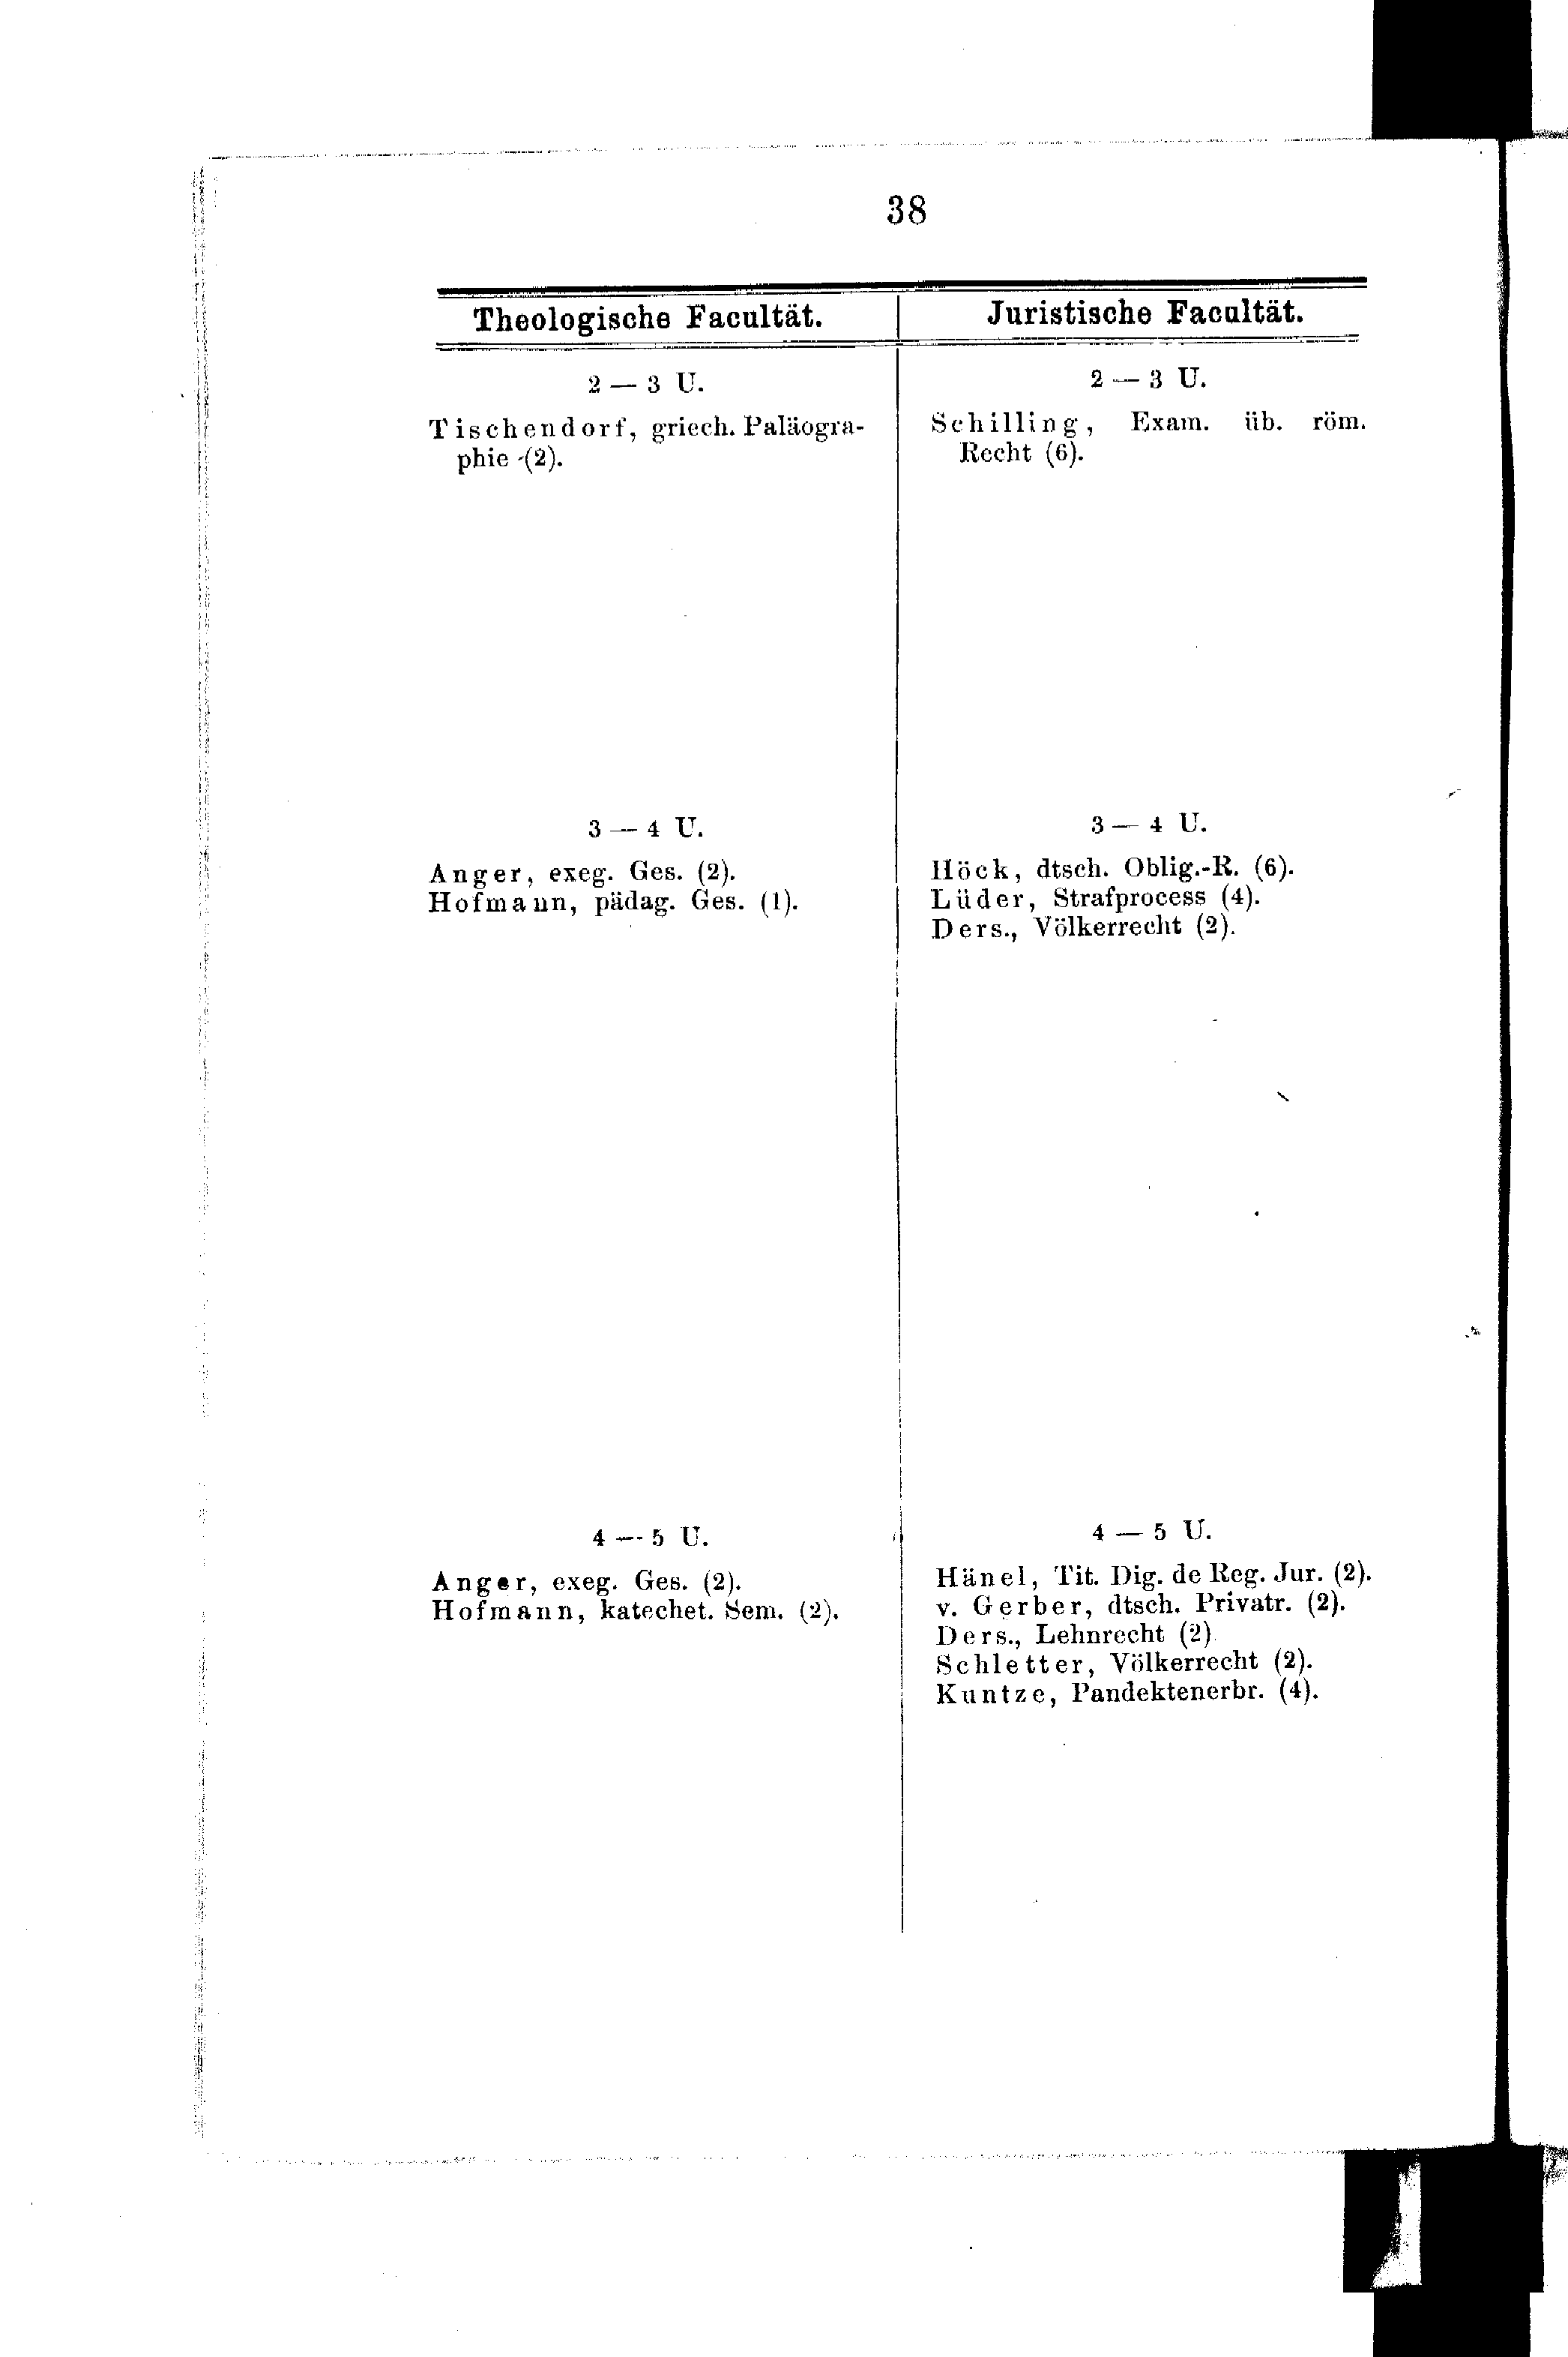 38
Theologische Facultät.
2 — 3 U.
Tischendorf, griech. Paläogra-
phie (2).
3 — 4 U.
Anger, exeg. Ges. (2).
Hofmann, pädag. Ges. (1).
4 — 5 U.
Anger, exeg. Ges. (2).
Hofmann, katechet. Sem. (2).
Juristische Facultät.
2 — 3 U.
Schilling, Exam. üb. röm.
Recht (6).
3 — 4 U.
Höck, dtsch. Oblig.-R. (6).
Lüder, Strafprocess (4).
Ders., Völkerrecht (2).
4 — 5 U.
Hänel, Tit. Dig. de Reg. Jur. (2).
v. Gerber, dtsch. Privatr. (2).
Ders., Lehnrecht (2)
Schletter, Völkerrecht (2).
Kuntze, Pandektenerbr. (4).